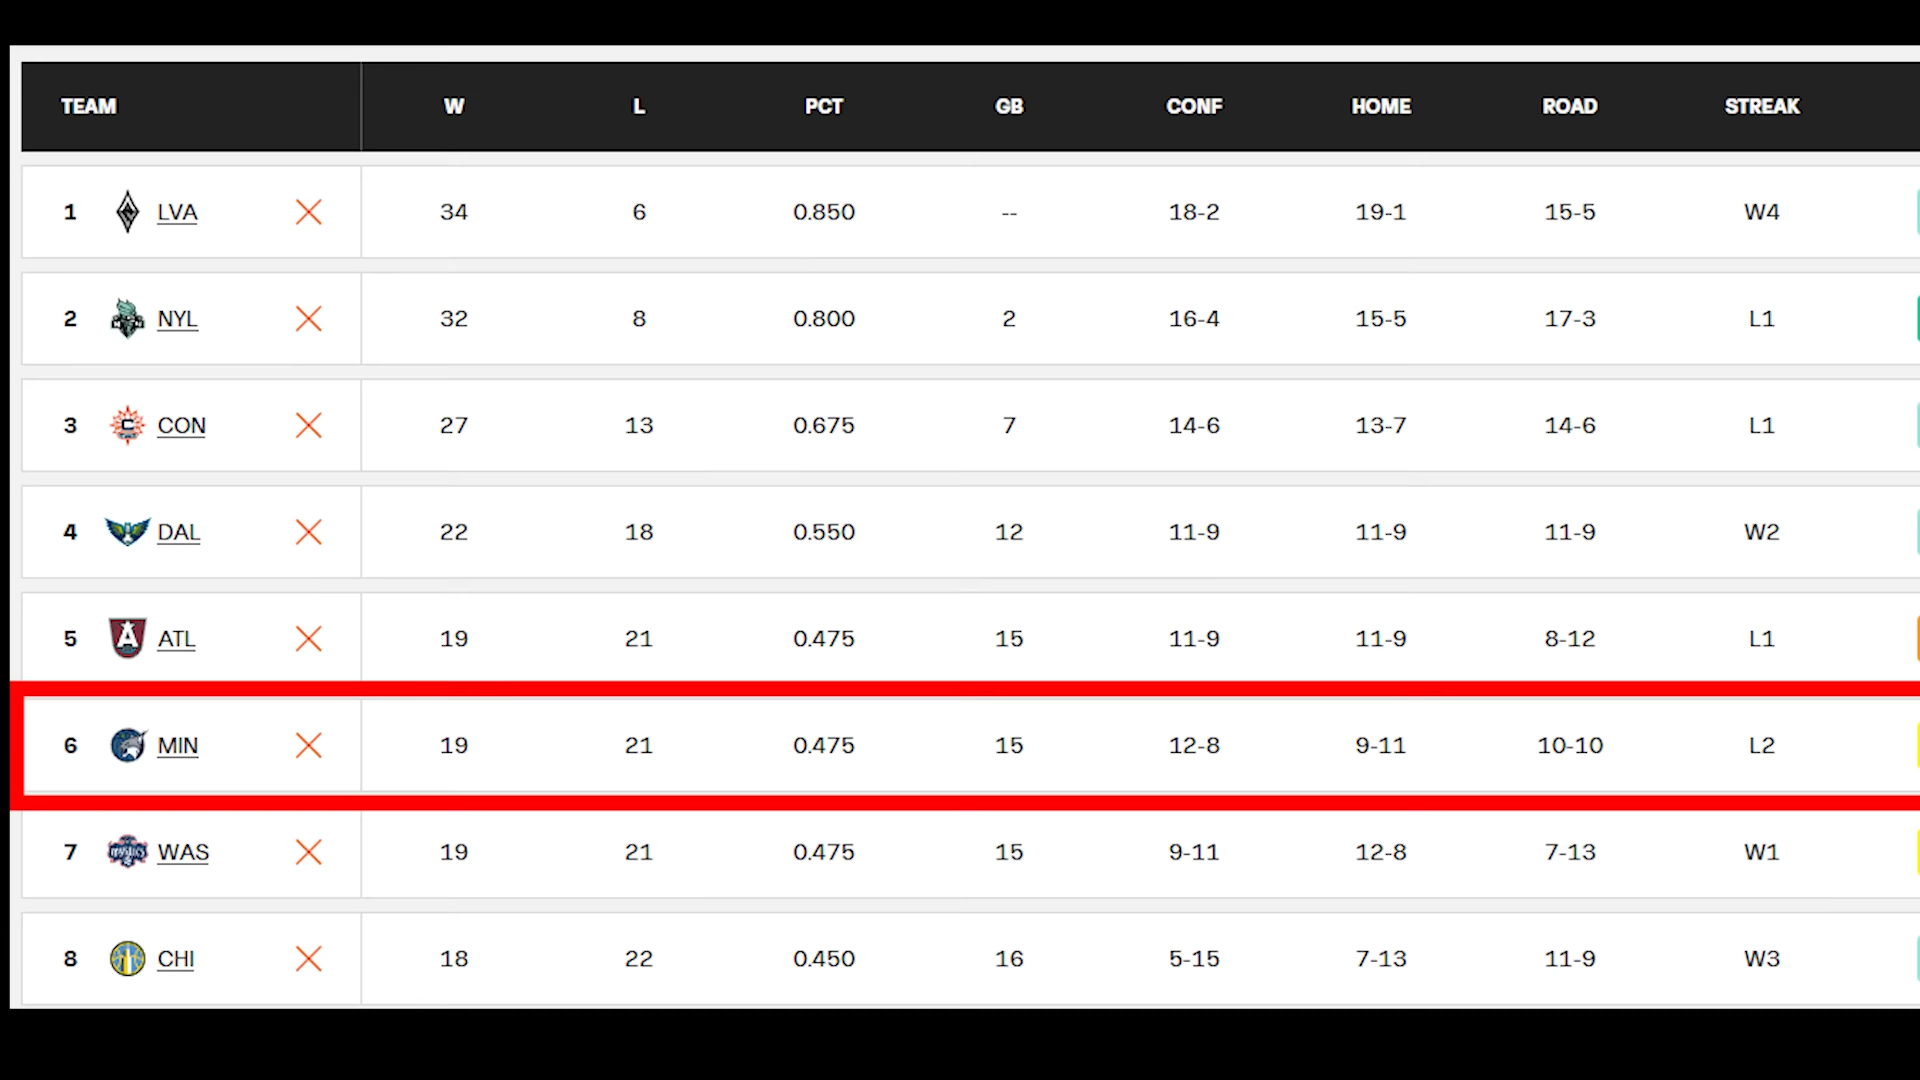 TEAM W L PCT GB CONF HOME ROAD STREAK
1 LVA 34 6 0.850 -- 18-2 19-1 15-5 W4
2 NYL 32 8 0.800 2 16-4 15-5 17-3 L1
3 CON 27 13 0.675 7 14-6 13-7 14-6 L1
4 DAL 22 18 0.550 12 11-9 11-9 11-9 W2
5 ATL 19 21 0.475 15 11-9 11-9 8-12 L1
6 MIN 19 21 0.475 15 12-8 9-11 10-10 L2
7 WAS 19 21 0.475 15 9-11 12-8 7-13 W1
8 CHI 18 22 0.450 16 5-15 7-13 11-9 W3